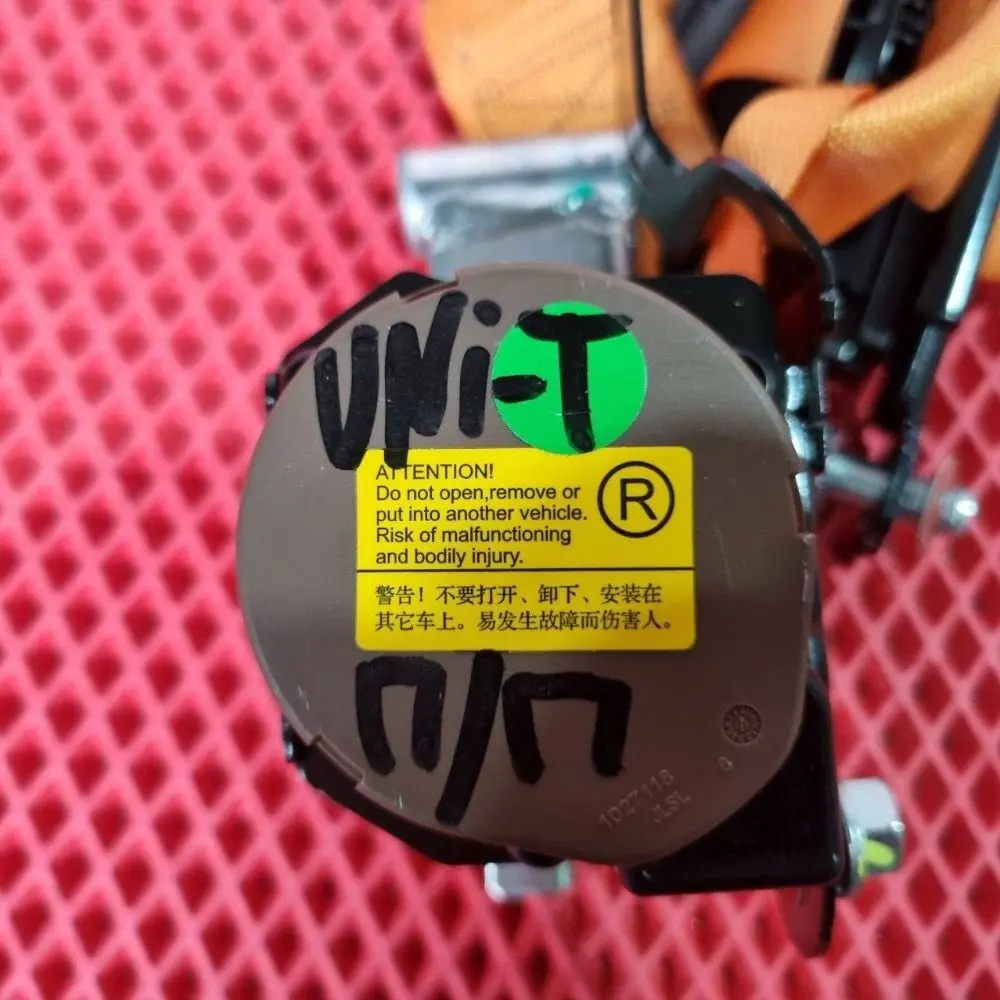 UNi-T
ATTENTION!
Do not open,remove or
put into another vehicle.
Risk of malfunctioning
and bodily injury.
R
警告！不要打开、卸下、安装在
其它车上。易发生故障而伤害人。
П/П
1027118
JLSL
8